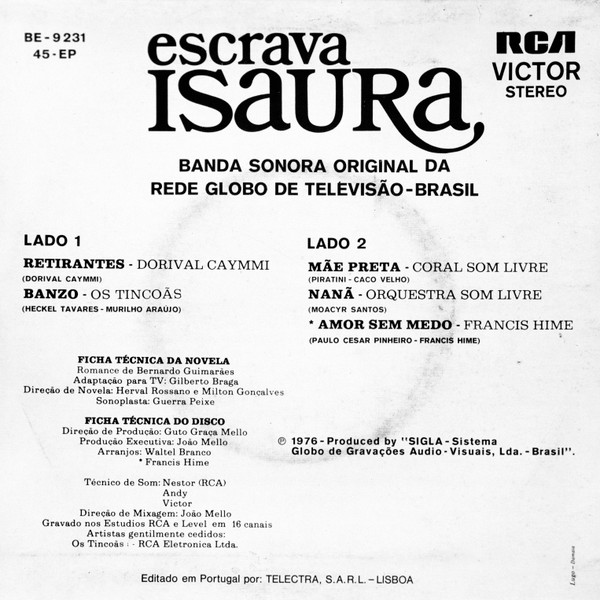 BE-9231
45-EP
escrava
ISAURA
RCA
VICTOR
STEREO
BANDA SONORA ORIGINAL DA
REDE GLOBO DE TELEVISÃO-BRASIL
LADO 1
RETIRANTES - DORIVAL CAYMMI
(DORIVAL CAYMMI)
BANZO - OS TINCOÃS
(HECKEL TAVARES - MURILHO ARAÚJO)
LADO 2
MÃE PRETA - CORAL SOM LIVRE
(PIRATINI - CACO VELHO)
NANÃ - ORQUESTRA SOM LIVRE
(MOACYR SANTOS)
* AMOR SEM MEDO - FRANCIS HIME
(PAULO CESAR PINHEIRO - FRANCIS HIME)
FICHA TÉCNICA DA NOVELA
Romance de Bernardo Guimarães
Adaptação para TV: Gilberto Braga
Direção de Novela: Herval Rossano e Milton Gonçalves
Sonoplasta: Guerra Peixe
FICHA TÉCNICA DO DISCO
Direção de Produção: Guto Graça Mello
Produção Executiva: João Mello
Arranjos: Waltel Branco
* Francis Hime
℗ 1976 - Produced by "SIGLA - Sistema
Globo de Gravações Audio-Visuais, Lda. - Brasil".
Técnico de Som: Nestor (RCA)
Andy
Victor
Direção de Mixagem: João Mello
Gravado nos Estudios RCA e Level em 16 canais
Artistas gentilmente cedidos:
Os Tincoãs : - RCA Eletronica Ltda.
Editado em Portugal por: TELECTRA, S.A.R.L. - LISBOA